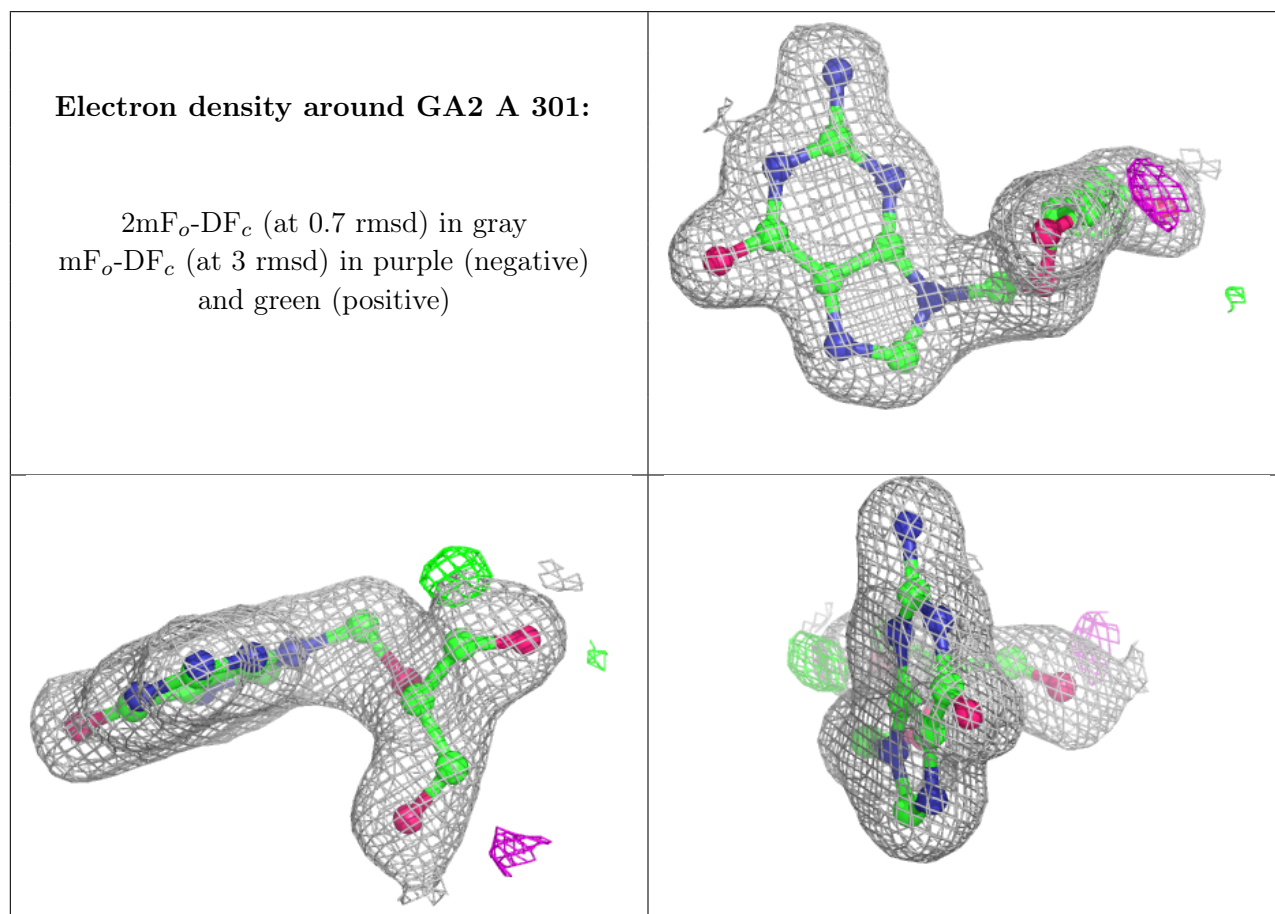 Electron density around GA2 A 301:
2mFo-DFc (at 0.7 rmsd) in gray
mFo-DFc (at 3 rmsd) in purple (negative)
and green (positive)